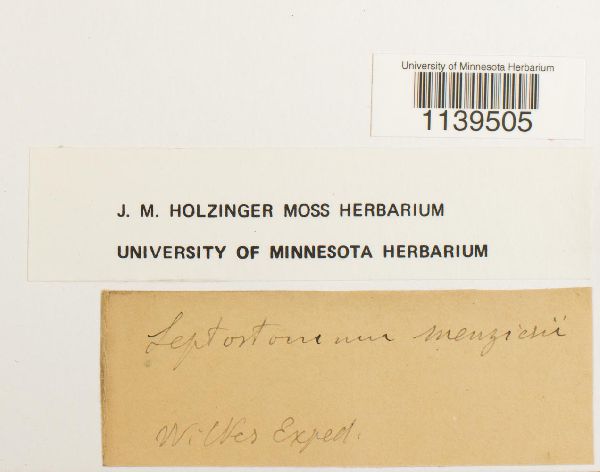 University of Minnesota Herbarium
1139505
J. M. HOLZINGER MOSS HERBARIUM
UNIVERSITY OF MINNESOTA HERBARIUM
Leptostomum menziesii
Wilkes Exped.